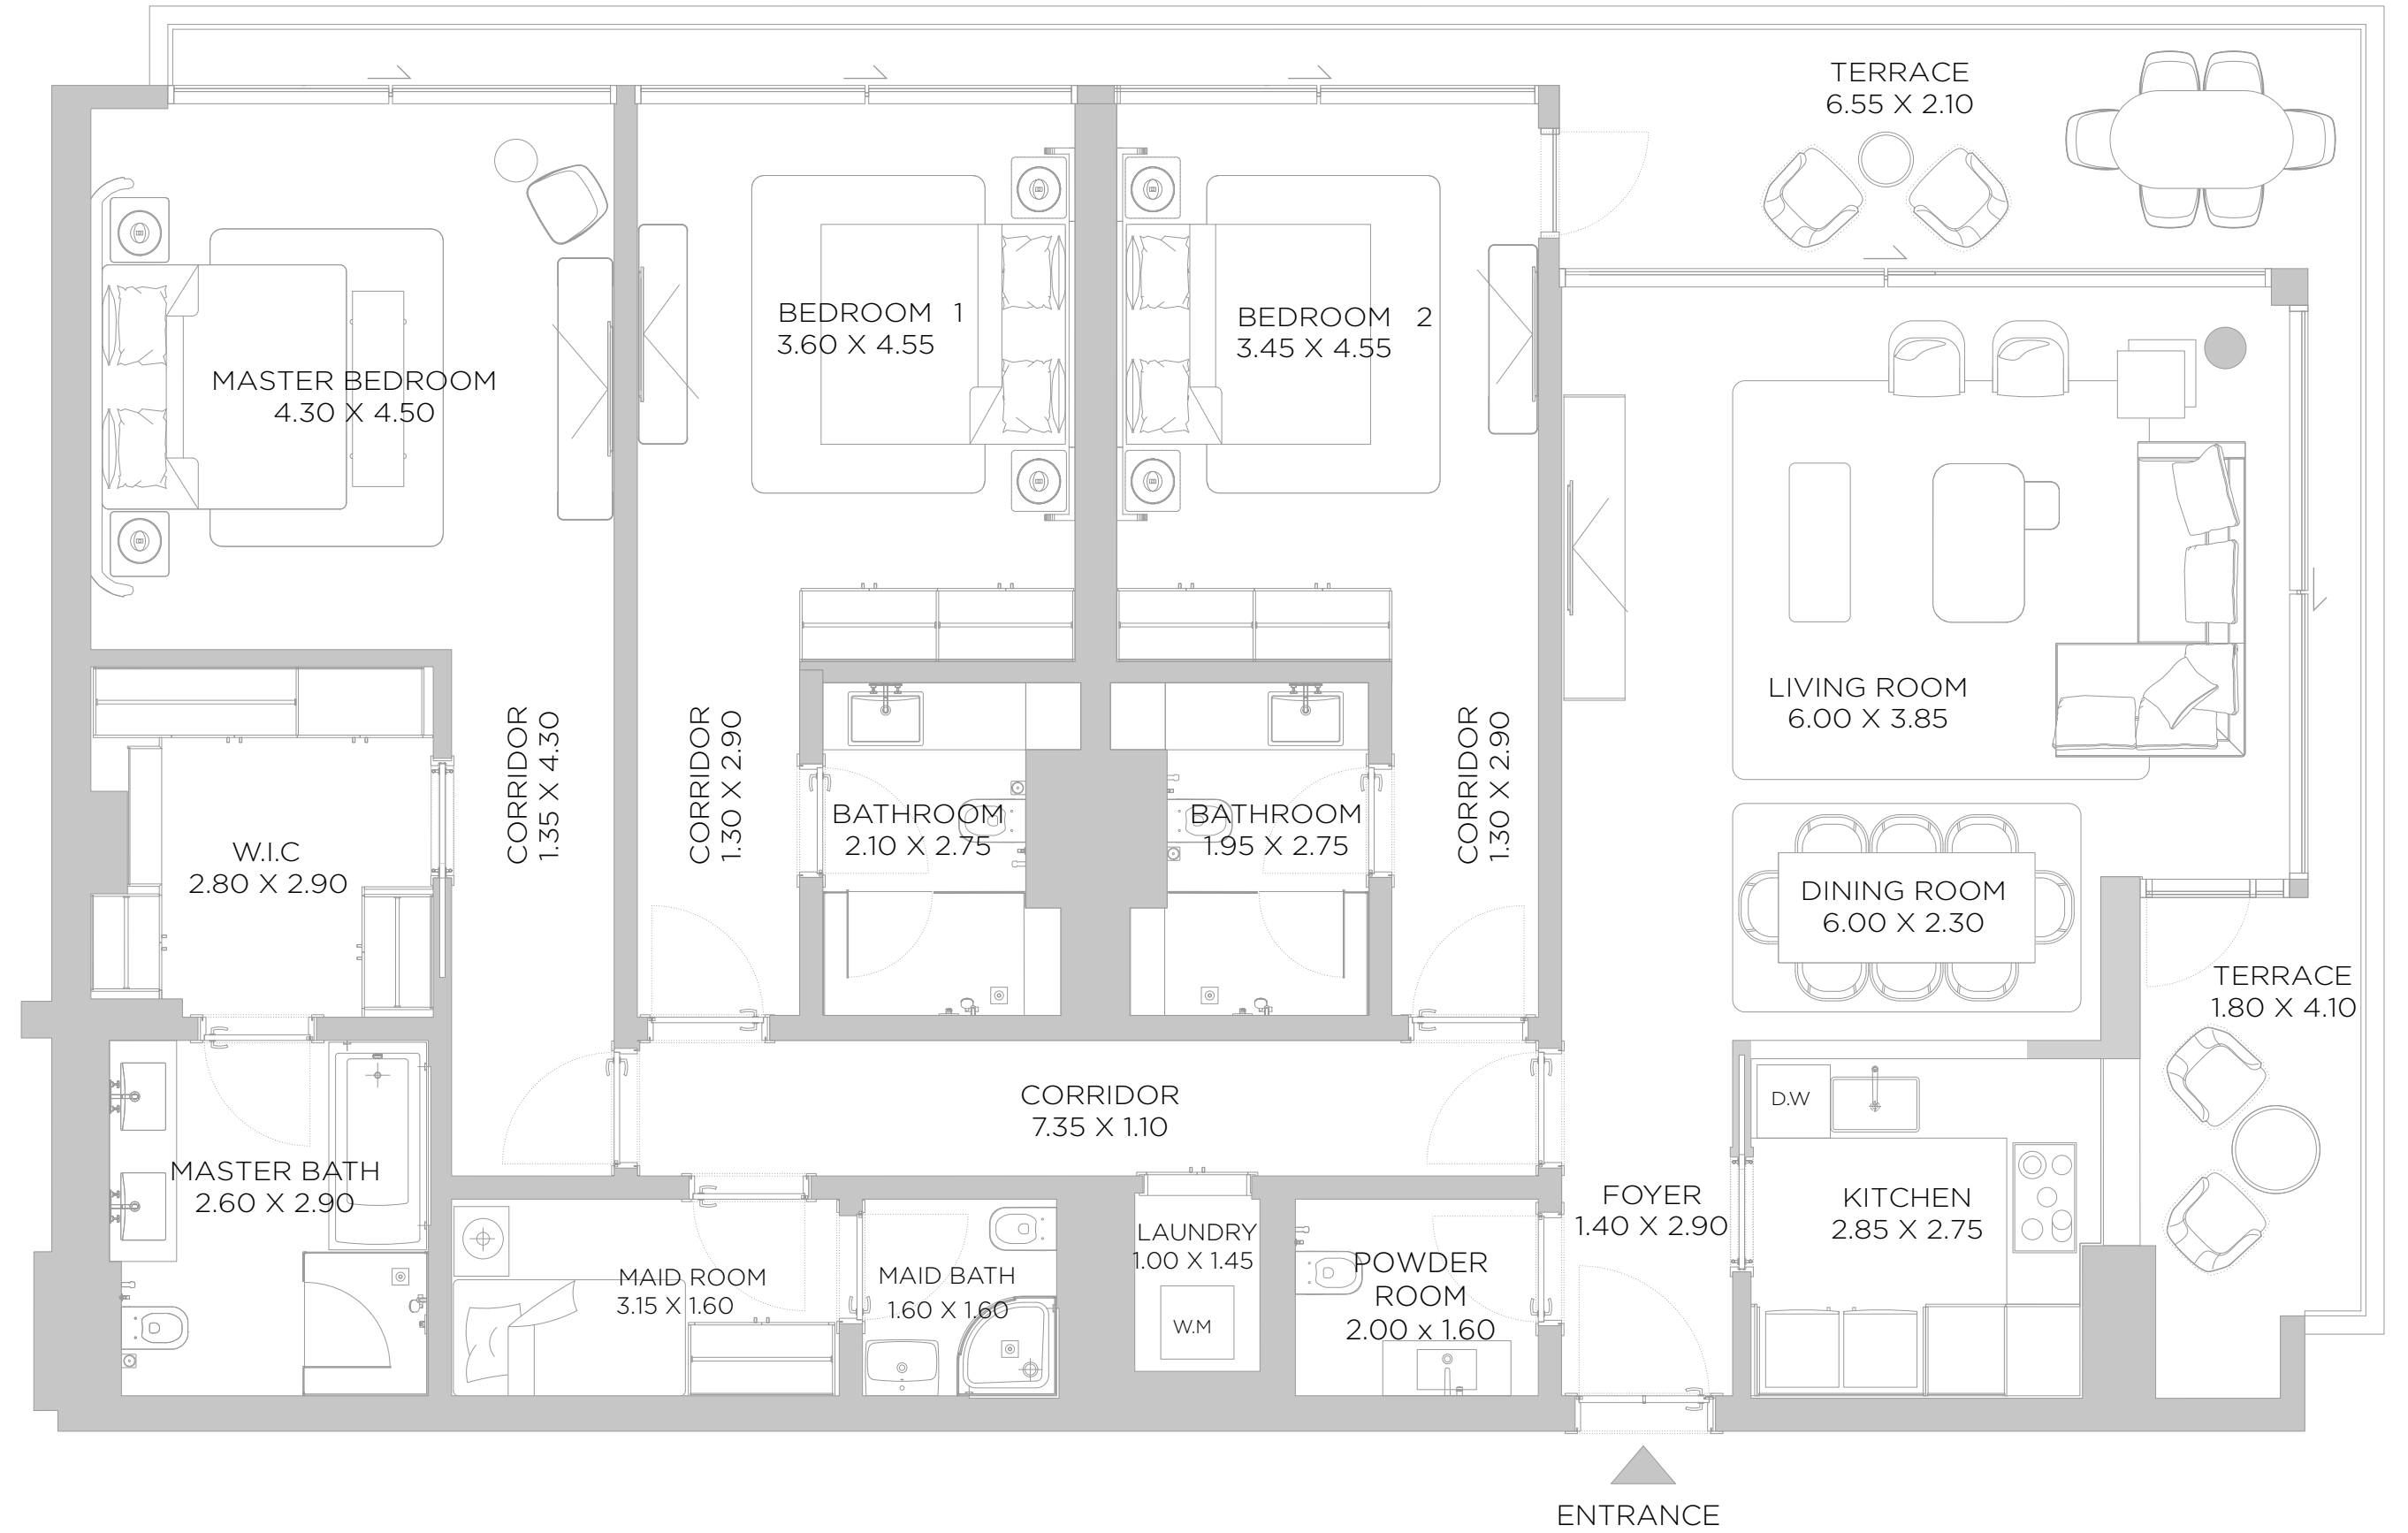 TERRACE
6.55 X 2.10
BEDROOM 1
3.60 X 4.55
BEDROOM 2
3.45 X 4.55
MASTER BEDROOM
4.30 X 4.50
LIVING ROOM
6.00 X 3.85
CORRIDOR
1.35 X 4.30
CORRIDOR
1.30 X 2.90
CORRIDOR
1.30 X 2.90
BATHROOM
2.10 X 2.75
BATHROOM
1.95 X 2.75
W.I.C
2.80 X 2.90
DINING ROOM
6.00 X 2.30
TERRACE
1.80 X 4.10
CORRIDOR
7.35 X 1.10
D.W
MASTER BATH
2.60 X 2.90
FOYER
1.40 X 2.90
KITCHEN
2.85 X 2.75
LAUNDRY
1.00 X 1.45
MAID ROOM
3.15 X 1.60
MAID BATH
1.60 X 1.60
POWDER
ROOM
2.00 x 1.60
W.M
ENTRANCE